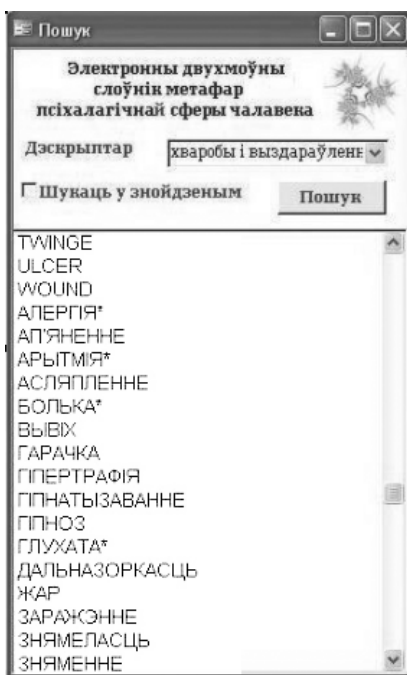 Пошук
Электронны двухмоўны
слоўнік метафар
псіхалагічнай сферы чалавека
Дэскрыптар хваробы і выздараўленн
Шукаць у знойдзеным Пошук
TWINGE
ULCER
WOUND
АЛЕРГІЯ*
АП'ЯНЕННЕ
АРЫТМІЯ*
АСЛЯПЛЕННЕ
БОЛЬКА*
ВЫВІХ
ГАРАЧКА
ГІПЕРТРАФІЯ
ГІПНАТЫЗАВАННЕ
ГІПНОЗ
ГЛУХАТА*
ДАЛЬНАЗОРКАСЦЬ
ЖАР
ЗАРАЖЭННЕ
ЗНЯМЕЛАСЦЬ
ЗНЯМЕННЕ